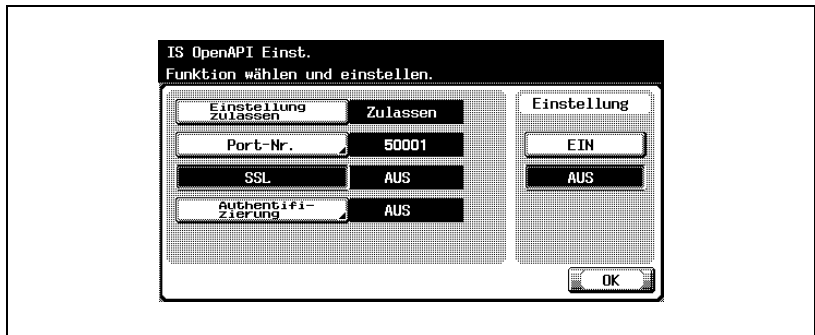 IS OpenAPI Einst.
Funktion wählen und einstellen.
Einstellung
zulassen
Zulassen
Port-Nr.
50001
SSL
AUS
Authentifi-
zierung
AUS
Einstellung
EIN
AUS
OK